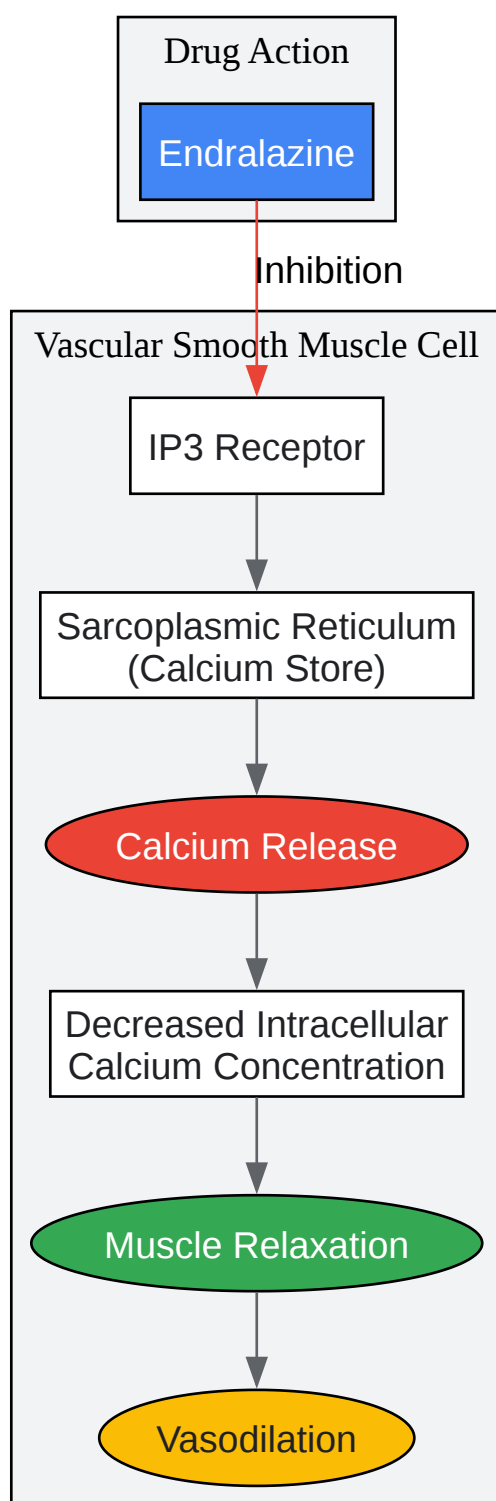 Drug Action
Endralazine
Inhibition
Vascular Smooth Muscle Cell
IP3 Receptor
Sarcoplasmic Reticulum
(Calcium Store)
Calcium Release
Decreased Intracellular
Calcium Concentration
Muscle Relaxation
Vasodilation